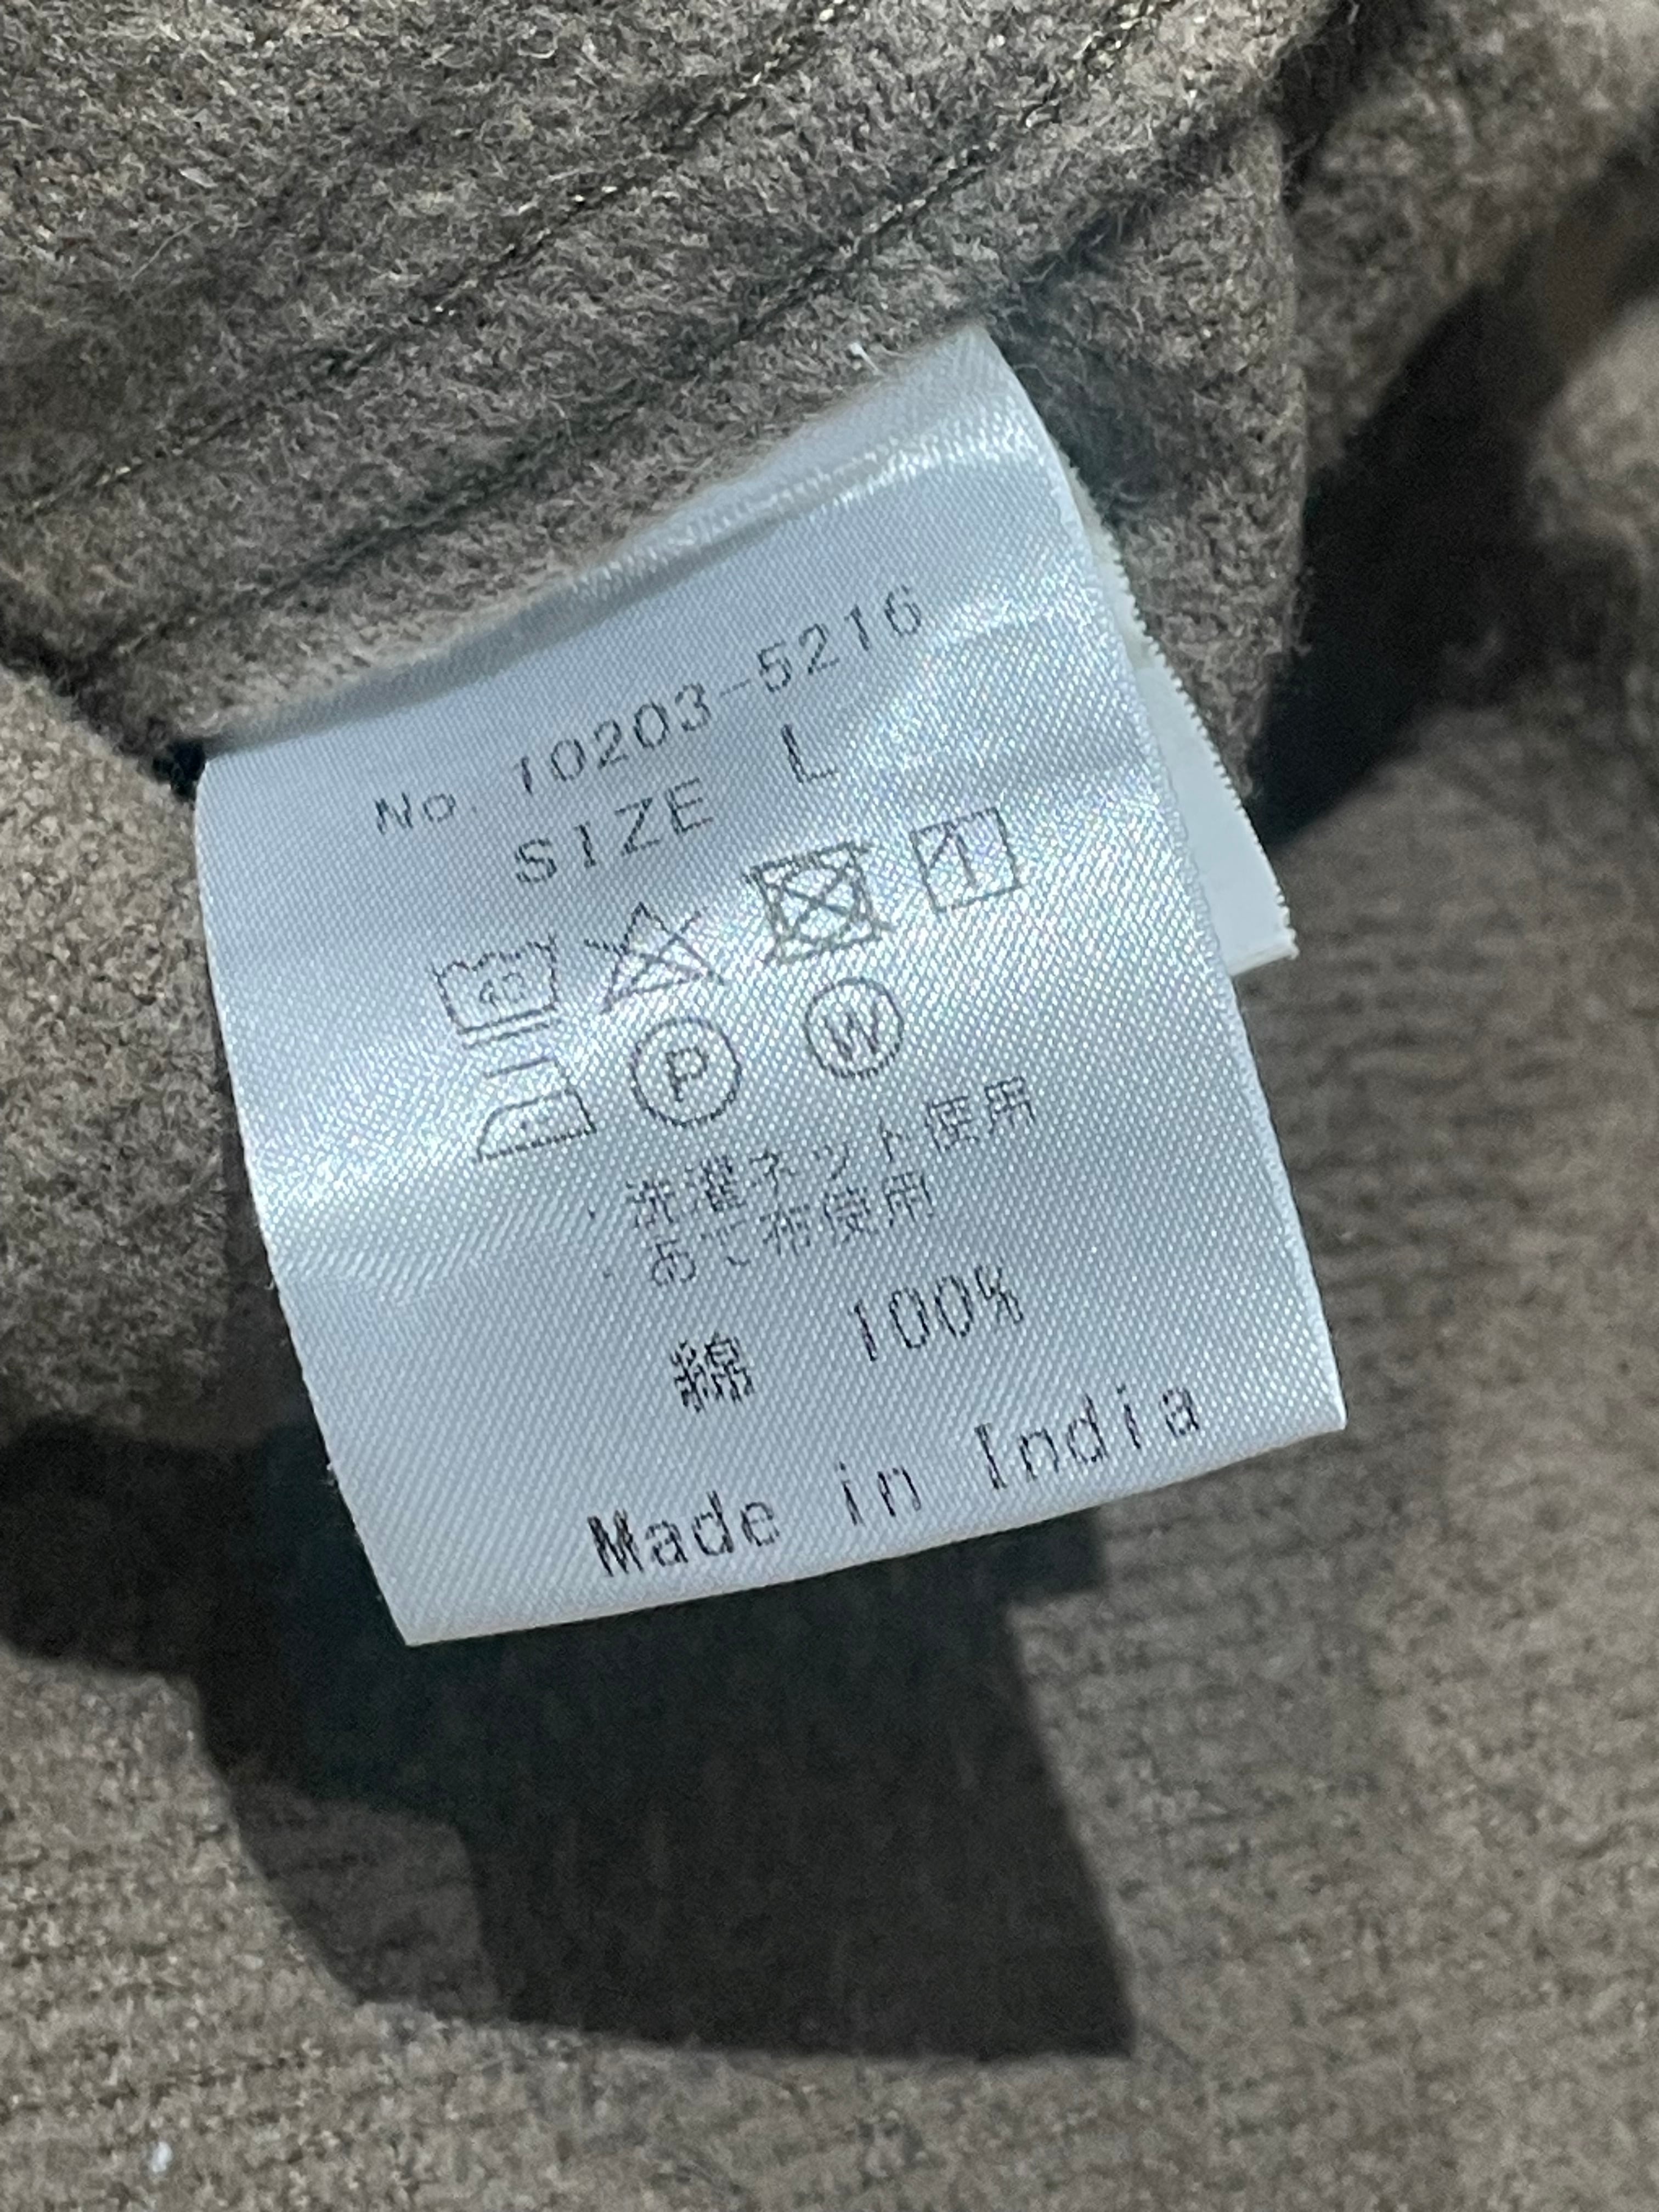 No. 10203-5216
SIZE L
40
P W
・洗濯ネット使用
・あて布使用
綿 100%
Made in India